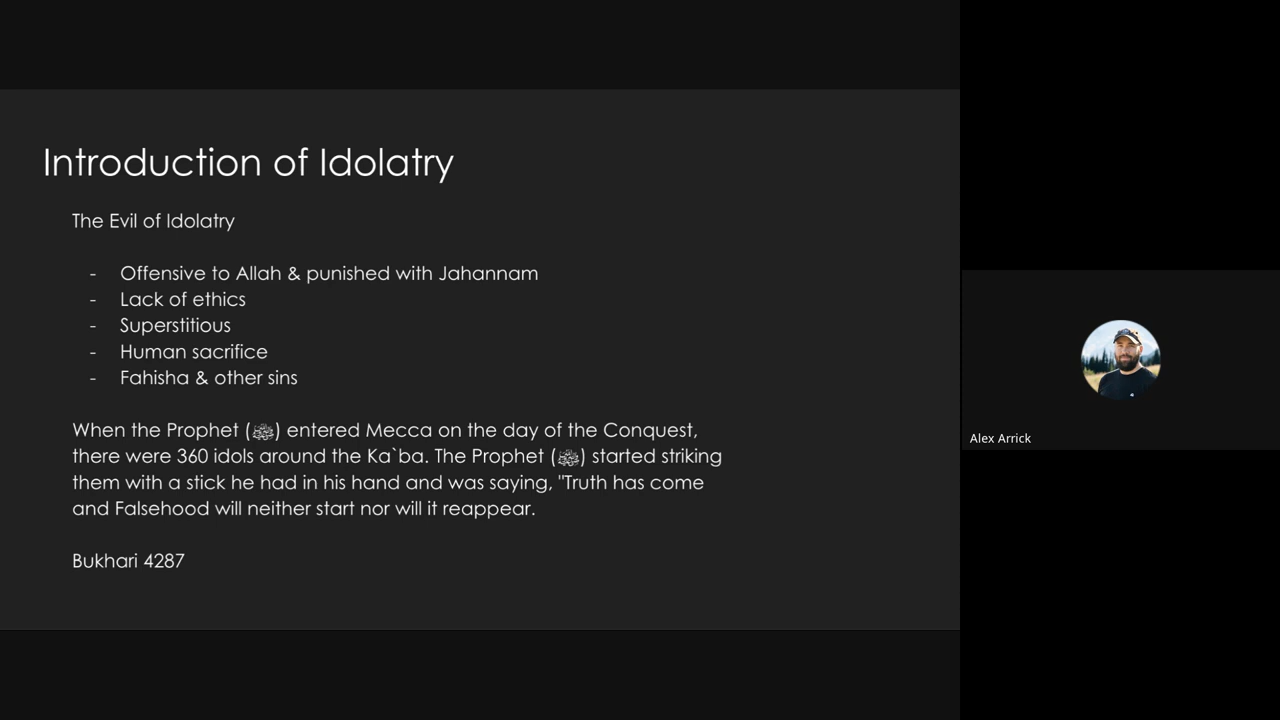 Introduction of Idolatry
The Evil of Idolatry
- Offensive to Allah & punished with Jahannam
- Lack of ethics
- Superstitious
- Human sacrifice
- Fahisha & other sins
When the Prophet (ﷺ) entered Mecca on the day of the Conquest,
there were 360 idols around the Ka`ba. The Prophet (ﷺ) started striking
them with a stick he had in his hand and was saying, "Truth has come
and Falsehood will neither start nor will it reappear.
Bukhari 4287
Alex Arrick